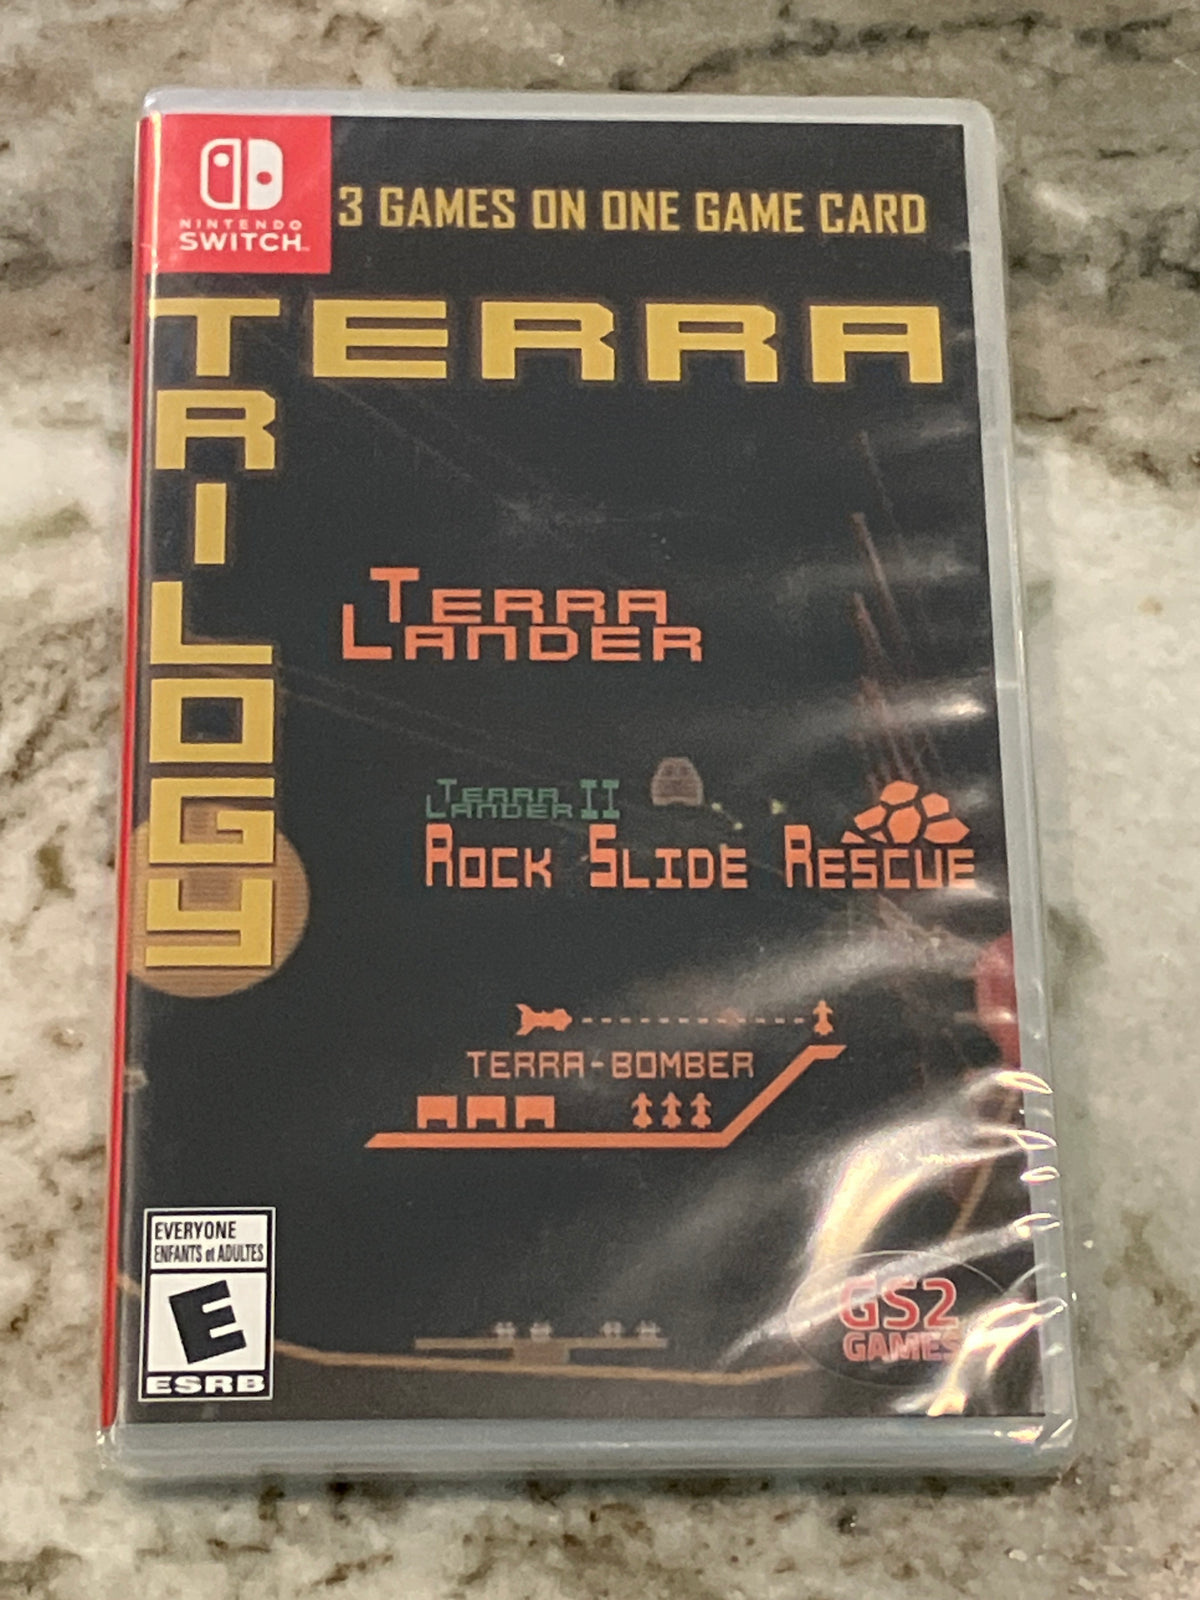 NINTENDO
SWITCH
3 GAMES ON ONE GAME CARD
TERRA
TRILOGY
TERRA
LANDER
TERRA
LANDER II
ROCK SLIDE RESCUE
TERRA-BOMBER
EVERYONE
ENFANTS et ADULTES
E
ESRB
GS2
GAMES